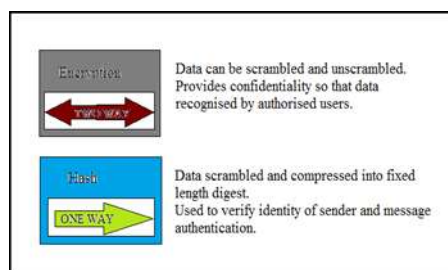 Encryption
TWO WAY
Data can be scrambled and unscrambled.
Provides confidentiality so that data
recognised by authorised users.
Hash
ONE WAY
Data scrambled and compressed into fixed
length digest.
Used to verify identity of sender and message
authentication.